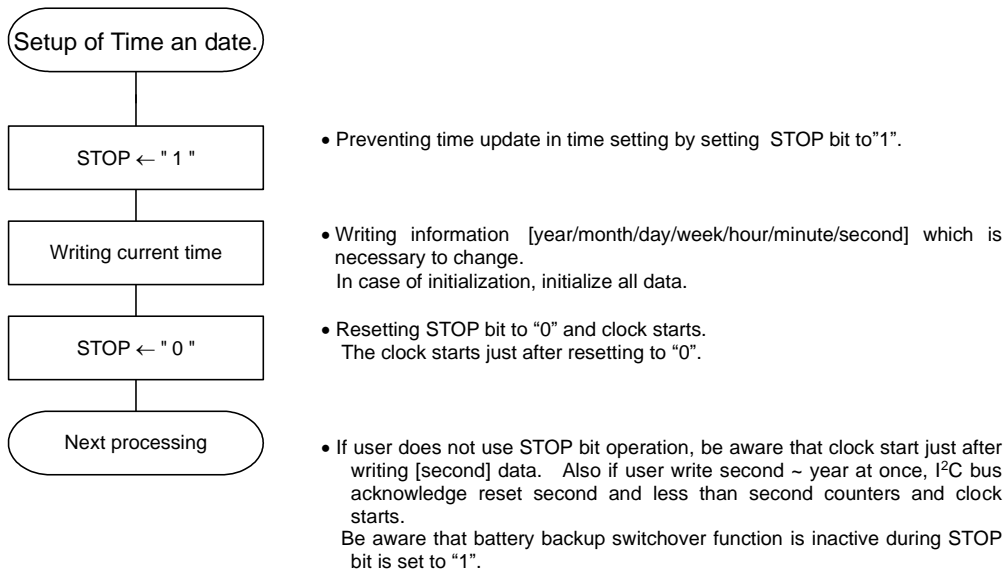 Setup of Time an date.
STOP ← " 1 "
• Preventing time update in time setting by setting STOP bit to”1”.
Writing current time
• Writing information [year/month/day/week/hour/minute/second] which is
necessary to change.
In case of initialization, initialize all data.
STOP ← " 0 "
• Resetting STOP bit to “0” and clock starts.
The clock starts just after resetting to “0”.
Next processing
• If user does not use STOP bit operation, be aware that clock start just after
writing [second] data. Also if user write second ~ year at once, I²C bus
acknowledge reset second and less than second counters and clock
starts.
Be aware that battery backup switchover function is inactive during STOP
bit is set to “1”.